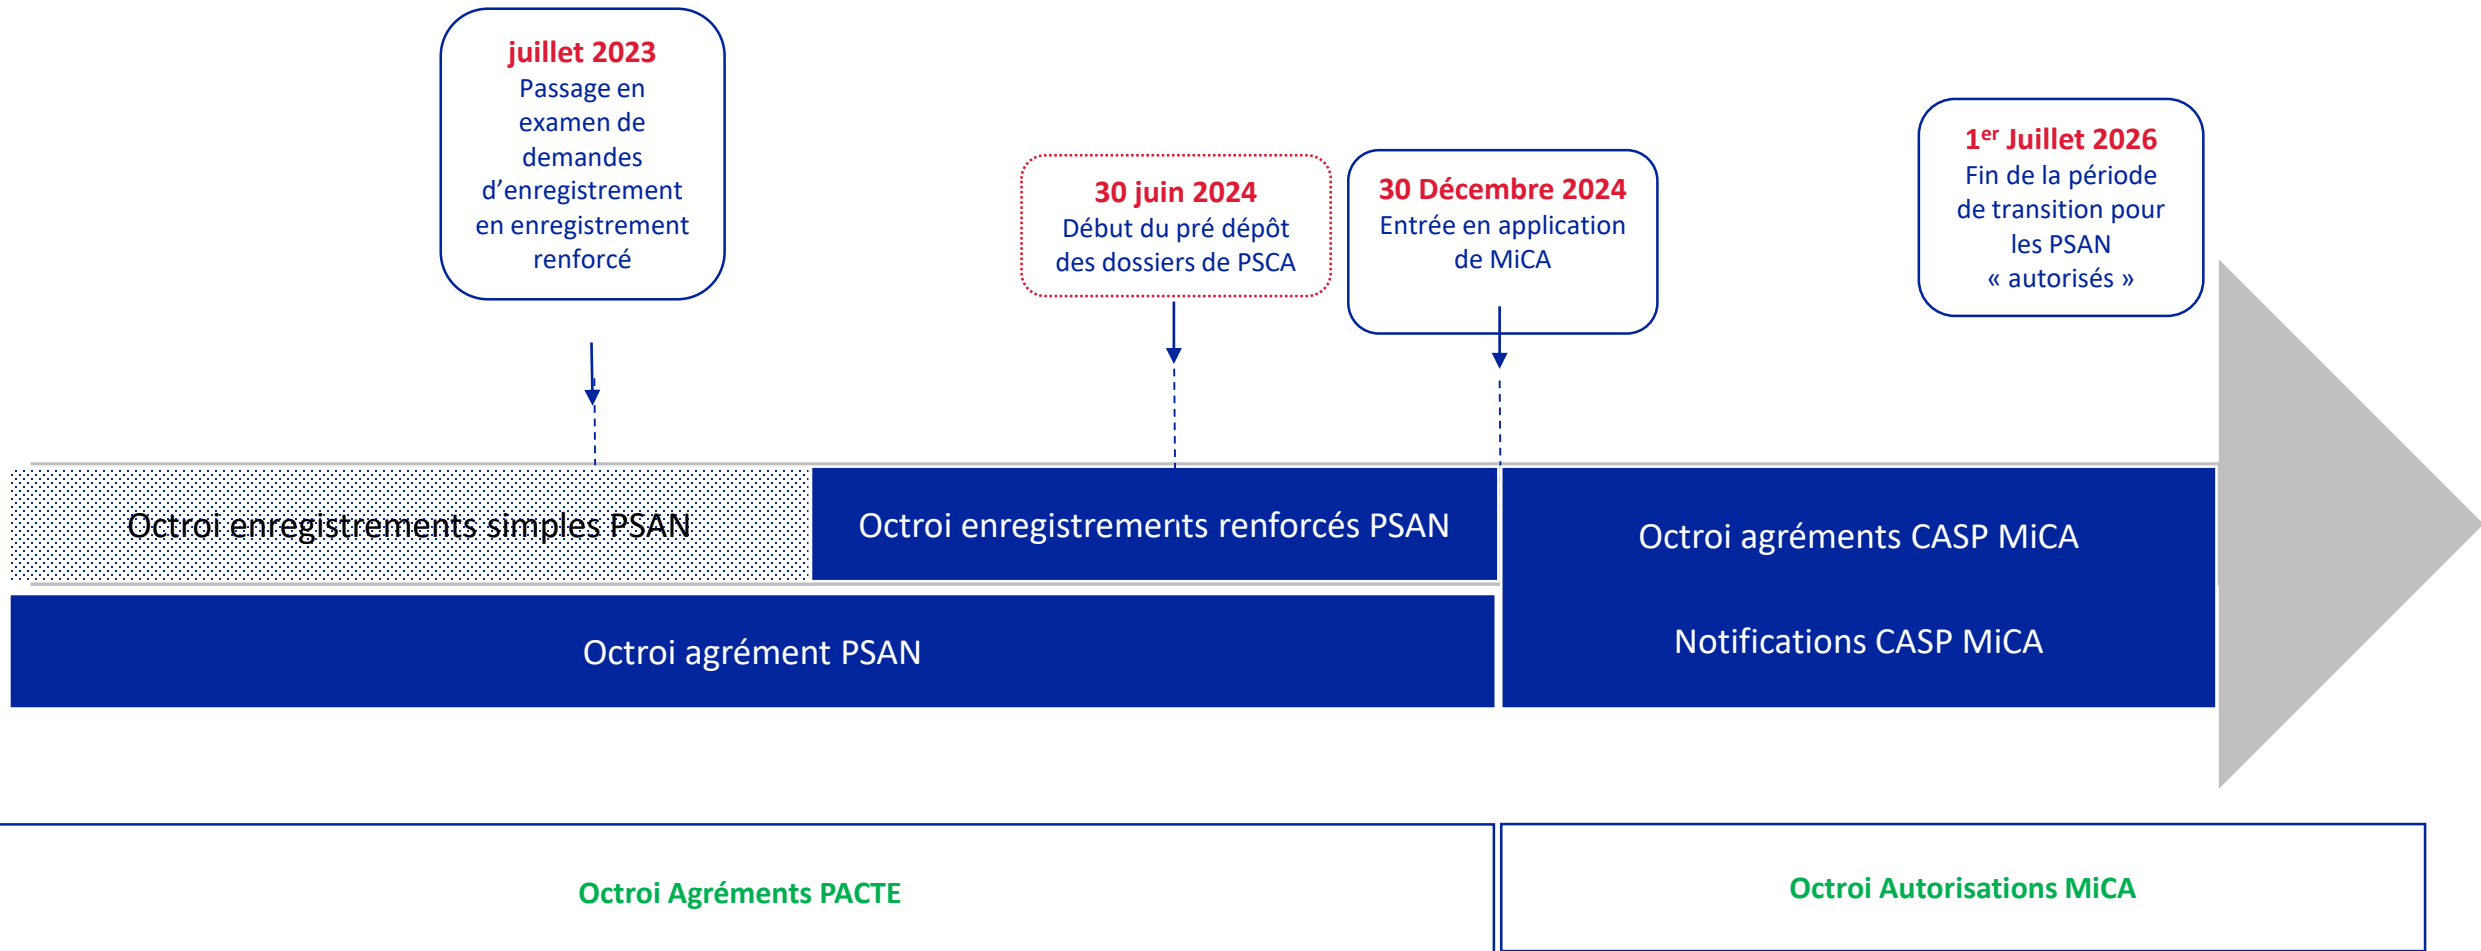 juillet 2023
Passage en
examen de
demandes
d’enregistrement
en enregistrement
renforcé
30 juin 2024
Début du pré dépôt
des dossiers de PSCA
30 Décembre 2024
Entrée en application
de MiCA
1er Juillet 2026
Fin de la période
de transition pour
les PSAN
« autorisés »
Octroi enregistrements simples PSAN
Octroi enregistrements renforcés PSAN
Octroi agréments CASP MiCA
Octroi agrément PSAN
Notifications CASP MiCA
Octroi Agréments PACTE
Octroi Autorisations MiCA